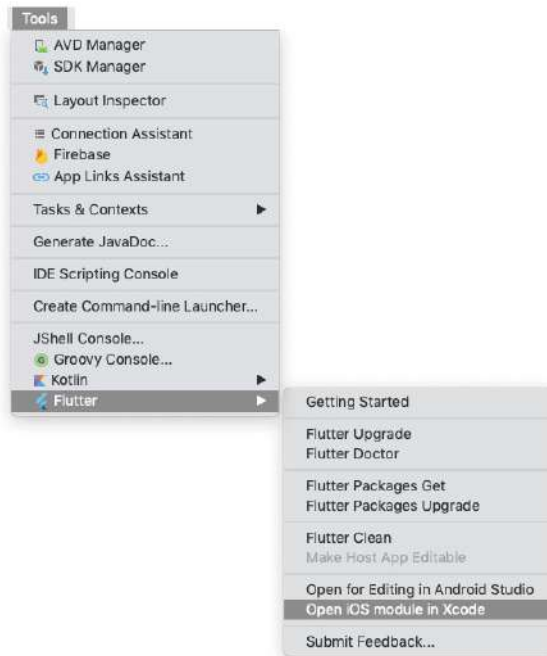 Tools
AVD Manager
SDK Manager
Layout Inspector
Connection Assistant
Firebase
App Links Assistant
Tasks & Contexts
Generate JavaDoc...
IDE Scripting Console
Create Command-line Launcher...
JShell Console...
Groovy Console...
Kotlin
Flutter
Getting Started
Flutter Upgrade
Flutter Doctor
Flutter Packages Get
Flutter Packages Upgrade
Flutter Clean
Make Host App Editable
Open for Editing in Android Studio
Open iOS module in Xcode
Submit Feedback...